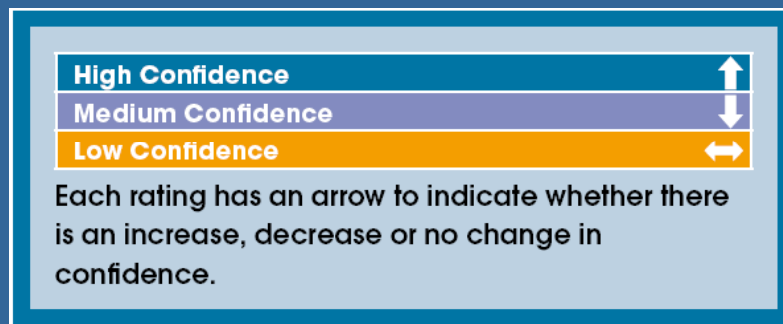 High Confidence
Medium Confidence
Low Confidence
Each rating has an arrow to indicate whether there
is an increase, decrease or no change in
confidence.